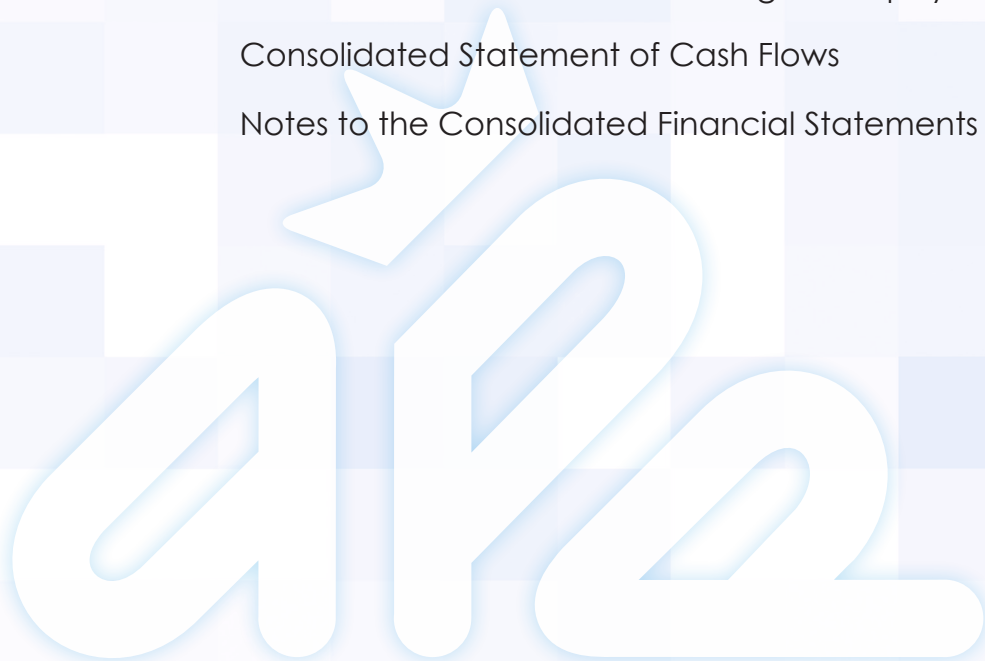 Consolidated Statement of Cash Flows
Notes to the Consolidated Financial Statements